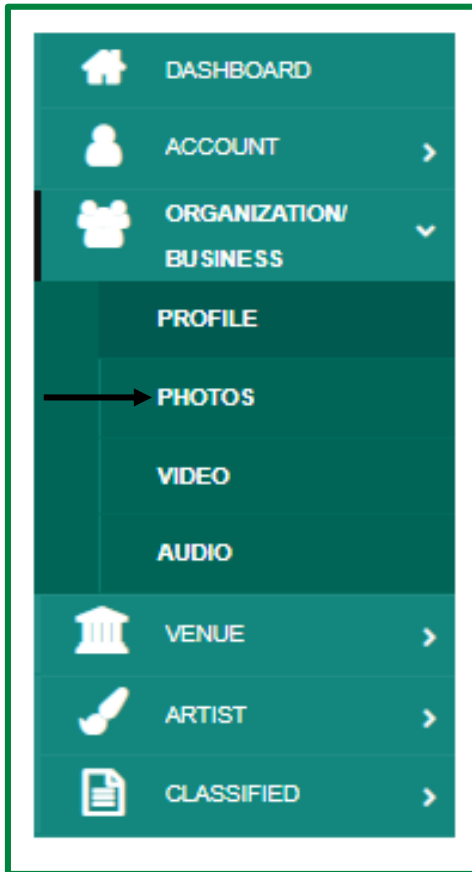 DASHBOARD
ACCOUNT
ORGANIZATION/
BUSINESS
PROFILE
PHOTOS
VIDEO
AUDIO
VENUE
ARTIST
CLASSIFIED